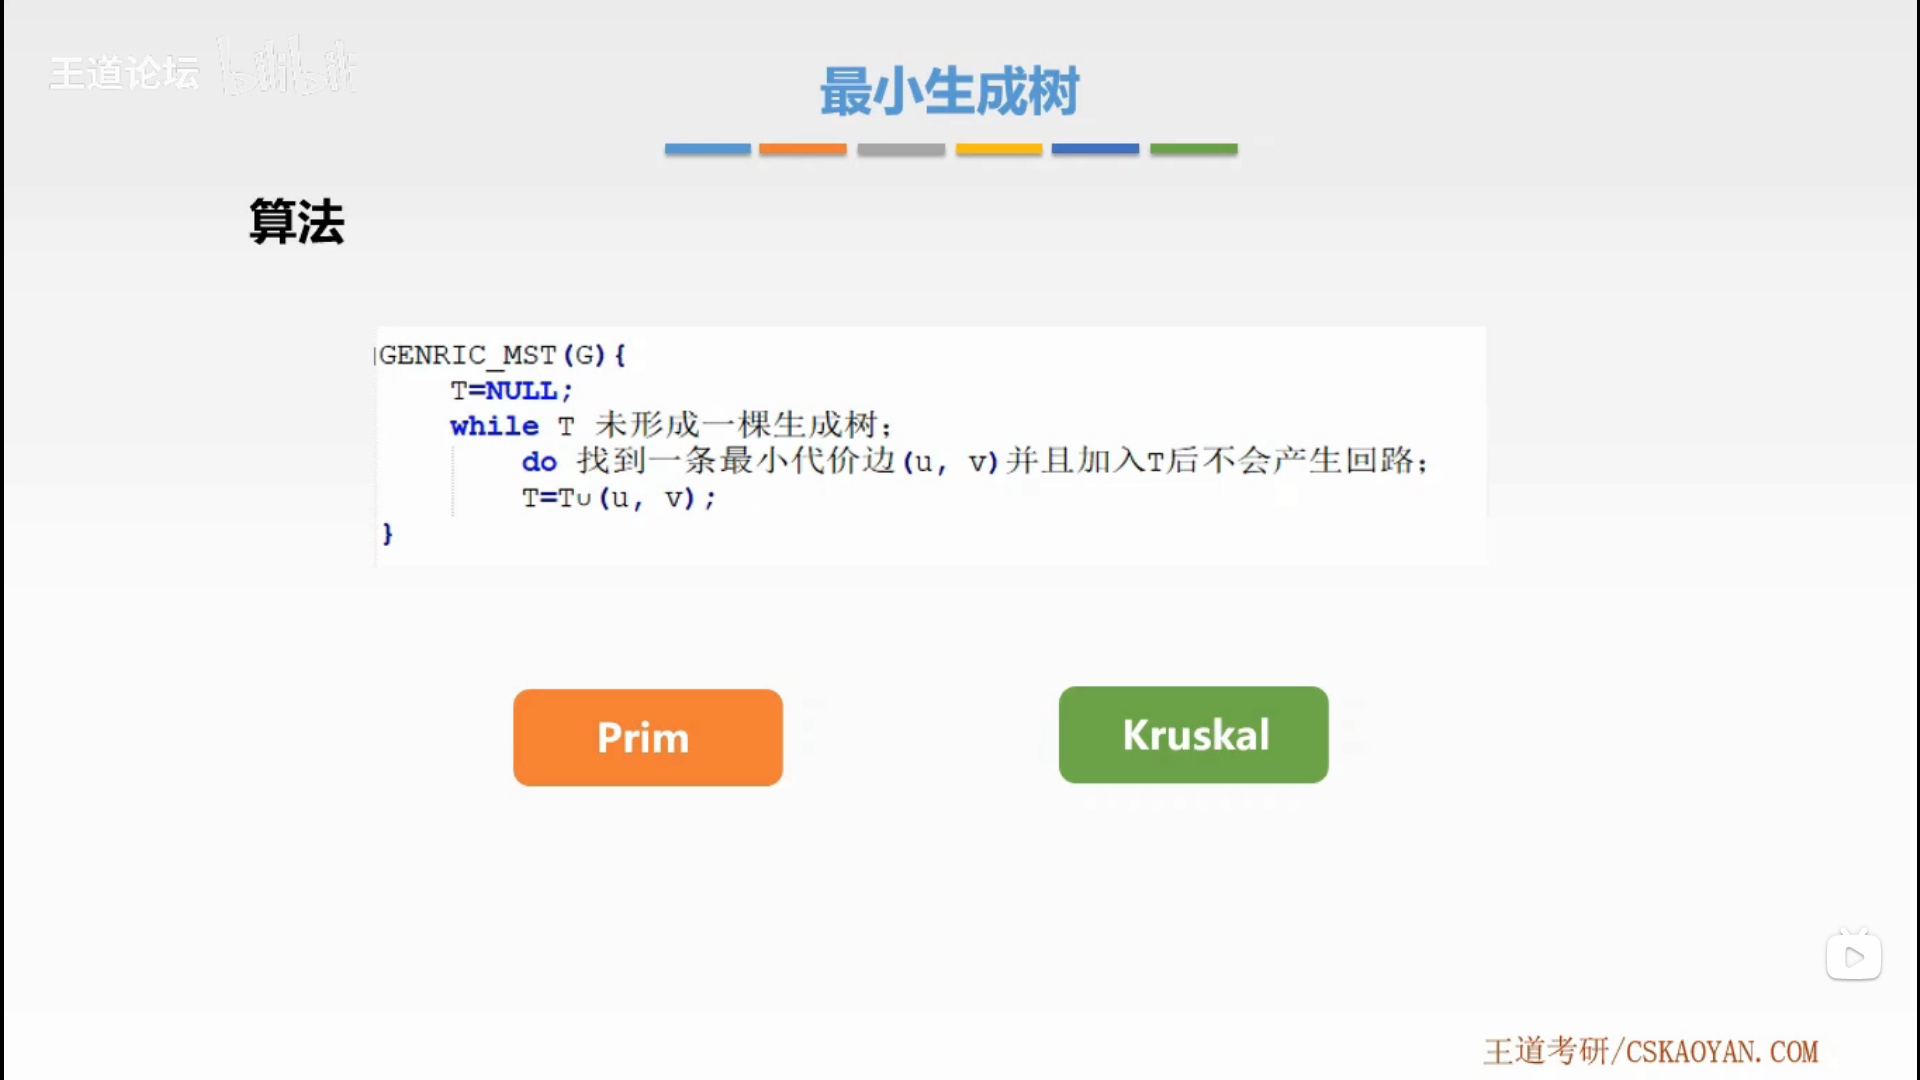 王道论坛 bilibili
最小生成树
算法
GENRIC_MST(G){
T=NULL;
while T 未形成一棵生成树;
do 找到一条最小代价边(u, v)并且加入T后不会产生回路;
T=T∪(u, v);
}
Prim
Kruskal
王道考研/CSKAOYAN.COM